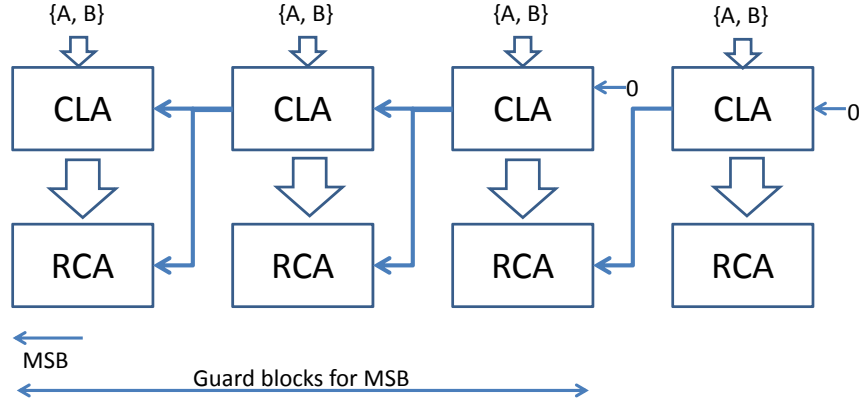 {A, B} {A, B} {A, B} {A, B}
0
CLA CLA CLA CLA
0
RCA RCA RCA RCA
MSB
Guard blocks for MSB